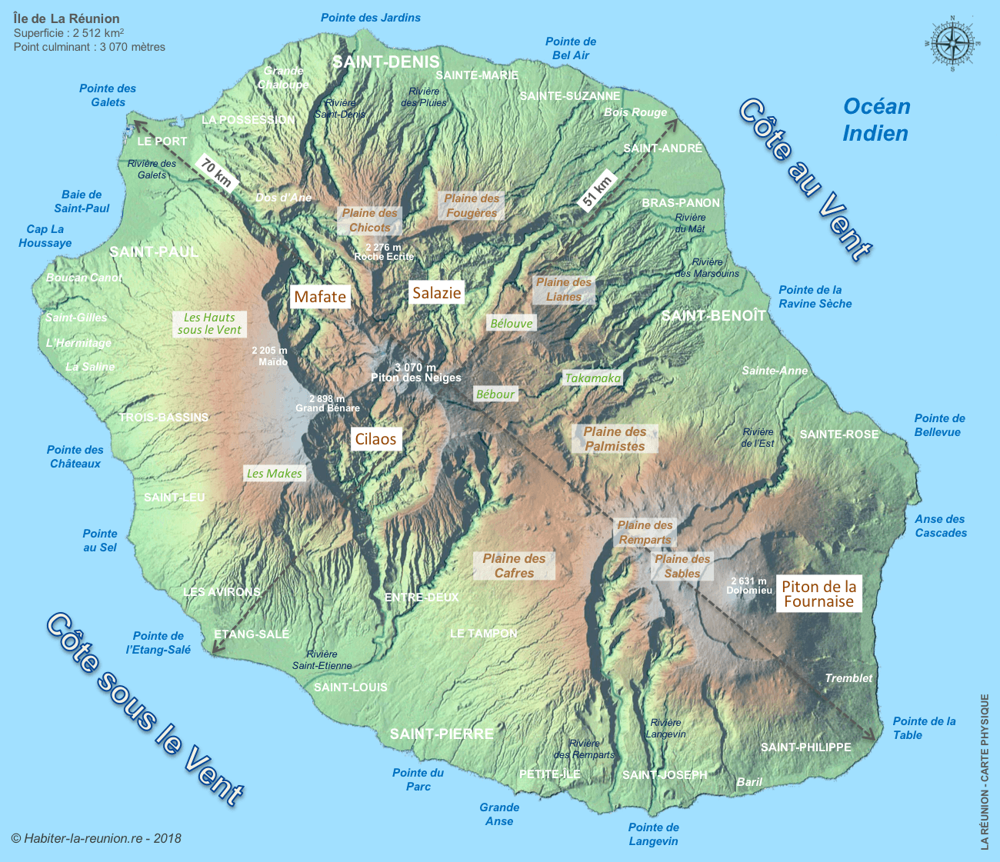 Île de La Réunion
Superficie : 2 512 km²
Point culminant : 3 070 mètres
Pointe des Jardins
Pointe de
Bel Air
N
W
E
S
Océan
Indien
Côte au Vent
Pointe des
Galets
Grande
Chaloupe
SAINT-DENIS
SAINTE-MARIE
SAINTE-SUZANNE
Rivière
Saint-Denis
Rivière
des Pluies
Bois Rouge
LA POSSESSION
LE PORT
SAINT-ANDRÉ
Rivière des
Galets
70 km
51 km
Dos d'Ane
Baie de
Saint-Paul
Plaine des
Chicots
Plaine des
Fougères
BRAS-PANON
Rivière
du Mât
Cap La
Houssaye
SAINT-PAUL
2 276 m
Roche Ecrite
Rivière
des Marsouins
Boucan Canot
Mafate
Salazie
Plaine des
Lianes
Pointe de la
Ravine Sèche
Saint-Gilles
Les Hauts
sous le Vent
Bélouve
SAINT-BENOÎT
L'Hermitage
2 205 m
Maïdo
La Saline
3 070 m
Piton des Neiges
Takamaka
Sainte-Anne
2 898 m
Grand Bénare
Bébour
TROIS-BASSINS
Cilaos
Plaine des
Palmistes
Rivière
de l'Est
SAINTE-ROSE
Pointe de
Bellevue
Pointe des
Châteaux
Les Makes
SAINT-LEU
Pointe
au Sel
Plaine des
Remparts
Anse des
Cascades
Plaine des
Cafres
Plaine des
Sables
2 631 m
Dolomieu
Piton de la
Fournaise
LES AVIRONS
ENTRE-DEUX
Pointe de
l'Etang-Salé
ETANG-SALÉ
LE TAMPON
Côte sous le Vent
Rivière
Saint-Etienne
SAINT-LOUIS
Tremblet
SAINT-PIERRE
Rivière
Langevin
Pointe de la
Table
Rivière
des Remparts
SAINT-PHILIPPE
Pointe du
Parc
PETITE-ÎLE
SAINT-JOSEPH
Baril
Grande
Anse
Pointe de
Langevin
© Habiter-la-reunion.re - 2018
LA RÉUNION - CARTE PHYSIQUE